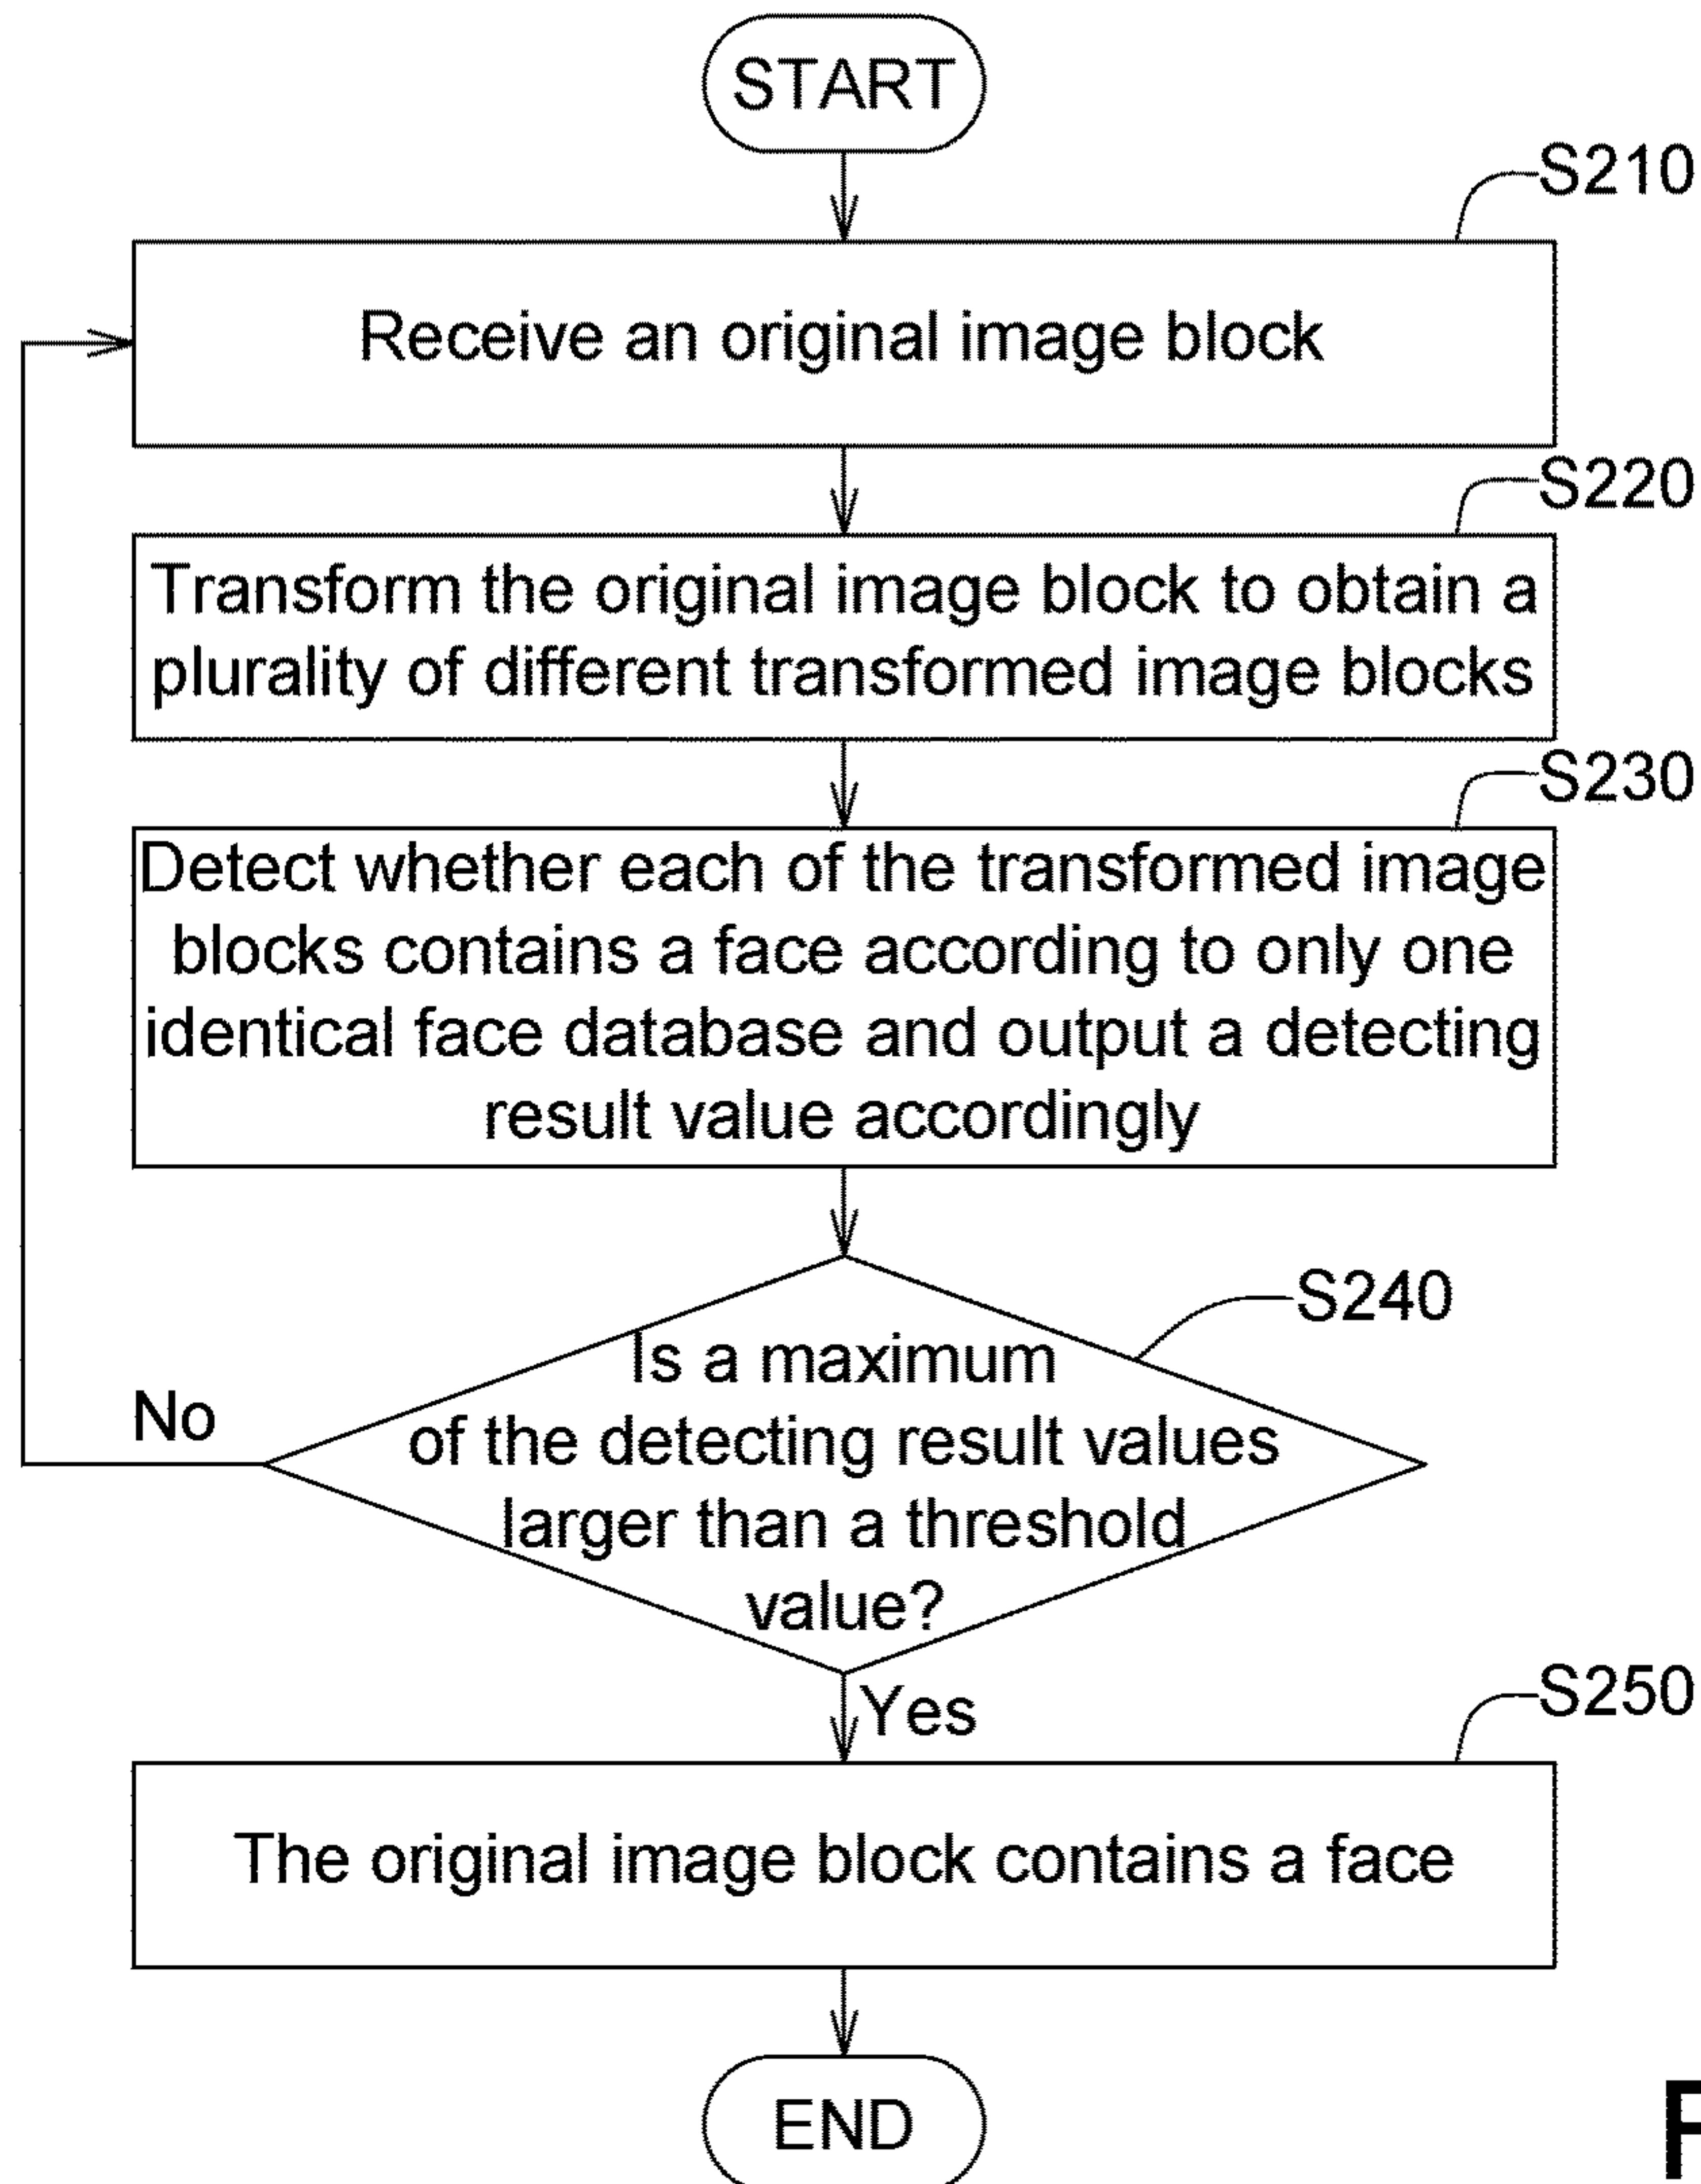 START
S210
Receive an original image block
S220
Transform the original image block to obtain a
plurality of different transformed image blocks
S230
Detect whether each of the transformed image
blocks contains a face according to only one
identical face database and output a detecting
result value accordingly
S240
Is a maximum
of the detecting result values
larger than a threshold
value?
No
Yes
S250
The original image block contains a face
END